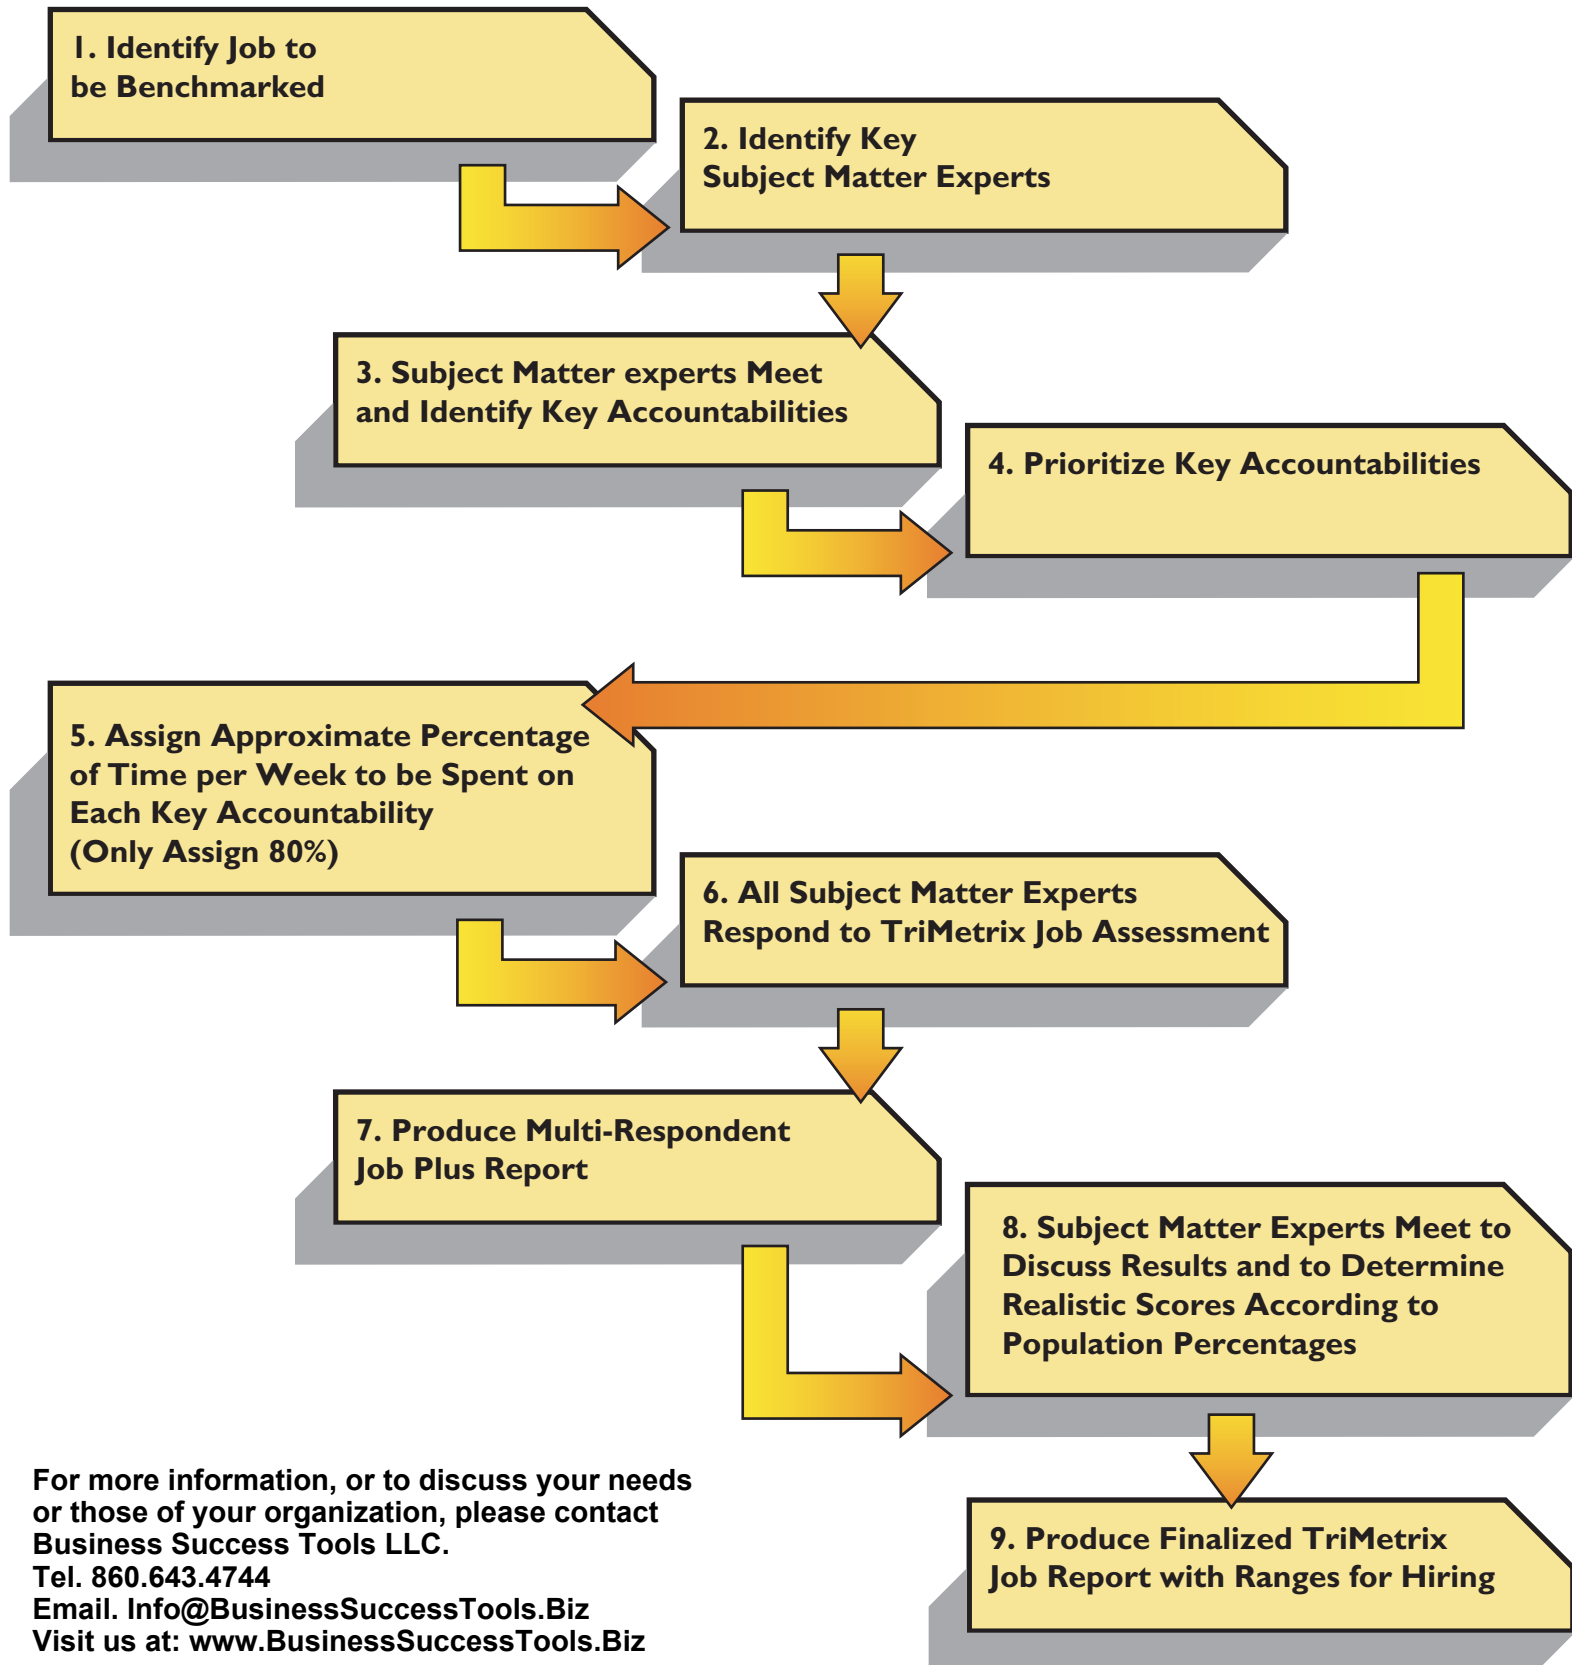 1. Identify Job to
be Benchmarked
2. Identify Key
Subject Matter Experts
3. Subject Matter experts Meet
and Identify Key Accountabilities
4. Prioritize Key Accountabilities
5. Assign Approximate Percentage
of Time per Week to be Spent on
Each Key Accountability
(Only Assign 80%)
6. All Subject Matter Experts
Respond to TriMetrix Job Assessment
7. Produce Multi-Respondent
Job Plus Report
8. Subject Matter Experts Meet to
Discuss Results and to Determine
Realistic Scores According to
Population Percentages
9. Produce Finalized TriMetrix
Job Report with Ranges for Hiring
For more information, or to discuss your needs
or those of your organization, please contact
Business Success Tools LLC.
Tel. 860.643.4744
Email. Info@BusinessSuccessTools.Biz
Visit us at: www.BusinessSuccessTools.Biz